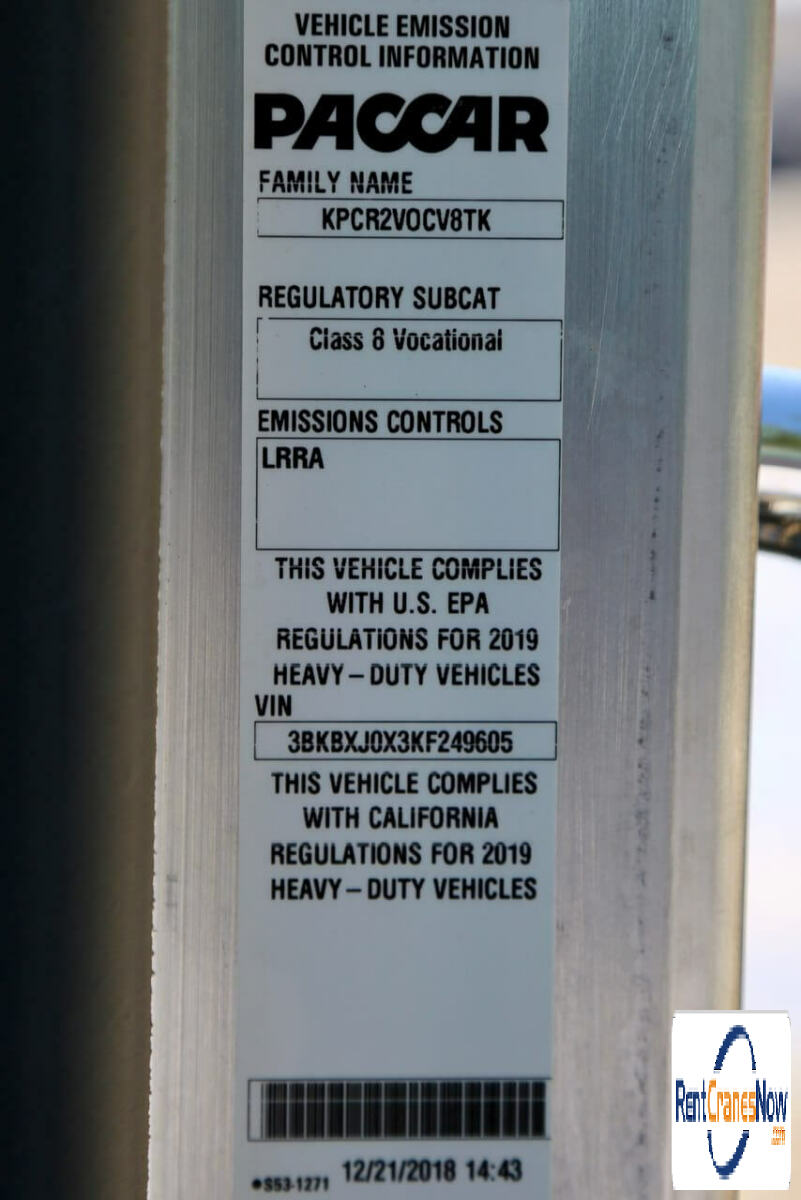 VEHICLE EMISSION
CONTROL INFORMATION
PACCAR
FAMILY NAME
KPCR2VOCV8TK
REGULATORY SUBCAT
Class 8 Vocational
EMISSIONS CONTROLS
LRRA
THIS VEHICLE COMPLIES
WITH U.S. EPA
REGULATIONS FOR 2019
HEAVY – DUTY VEHICLES
VIN
3BKBXJ0X3KF249605
THIS VEHICLE COMPLIES
WITH CALIFORNIA
REGULATIONS FOR 2019
HEAVY – DUTY VEHICLES
•S53-1271 12/21/2018 14:43
RentCranesNow
.com